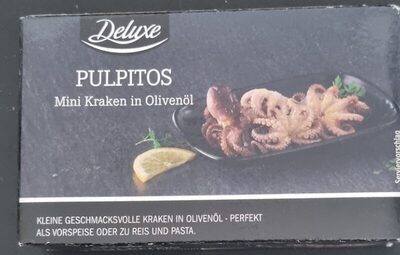 Deluxe
PULPITOS
Mini Kraken in Olivenöl
Serviervorschlag
KLEINE GESCHMACKSVOLLE KRAKEN IN OLIVENÖL - PERFEKT
ALS VORSPEISE ODER ZU REIS UND PASTA.